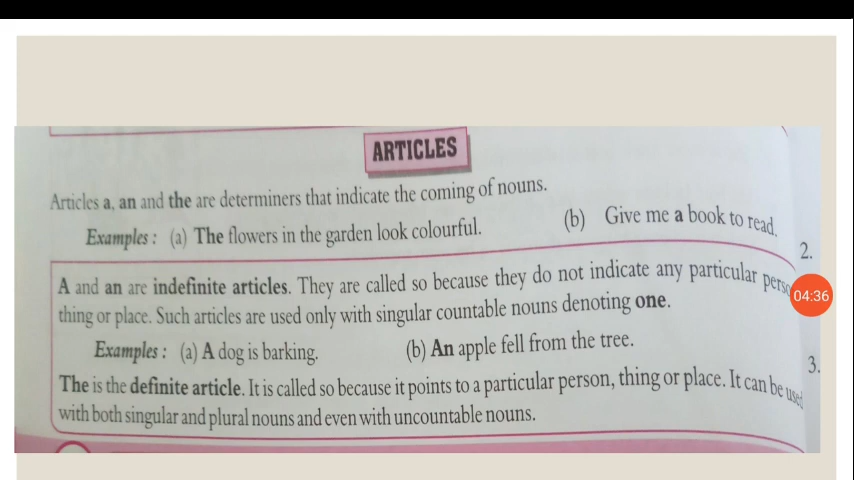 ARTICLES
Articles a, an and the are determiners that indicate the coming of nouns.
Examples : (a) The flowers in the garden look colourful. (b) Give me a book to read.
2.
A and an are indefinite articles. They are called so because they do not indicate any particular
04:36
thing or place. Such articles are used only with singular countable nouns denoting one.
Examples : (a) A dog is barking. (b) An apple fell from the tree.
3.
The is the definite article. It is called so because it points to a particular person, thing or place. It can be used
with both singular and plural nouns and even with uncountable nouns.